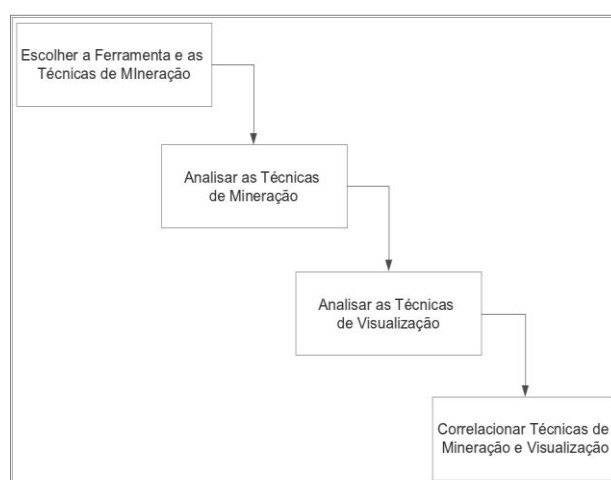 Escolher a Ferramenta e as
Técnicas de MIneração
Analisar as Técnicas
de Mineração
Analisar as Técnicas
de Visualização
Correlacionar Técnicas de
Mineração e Visualização